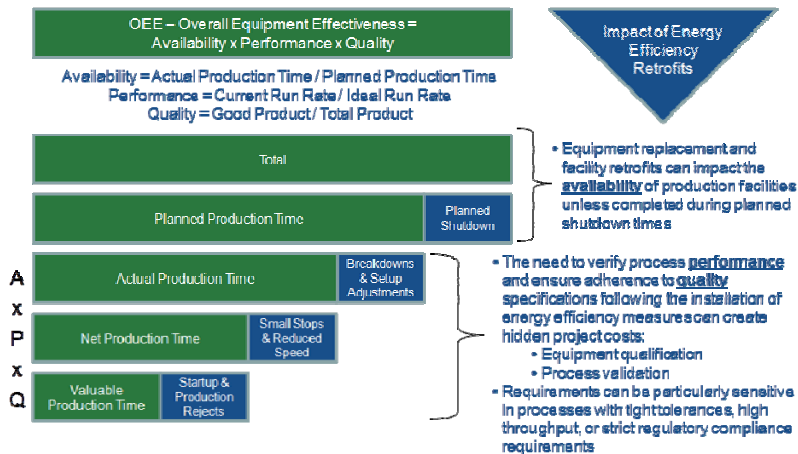 OEE – Overall Equipment Effectiveness =
Availability x Performance x Quality
Impact of Energy
Efficiency
Retrofits
Availability = Actual Production Time / Planned Production Time
Performance = Current Run Rate / Ideal Run Rate
Quality = Good Product / Total Product
Total
Planned Production Time
Planned
Shutdown
• Equipment replacement and
facility retrofits can impact the
availability of production facilities
unless completed during planned
shutdown times
A
x
P
x
Q
Actual Production Time
Breakdowns
& Setup
Adjustments
Net Production Time
Small Stops
& Reduced
Speed
Valuable
Production Time
Startup &
Production
Rejects
• The need to verify process performance
and ensure adherence to quality
specifications following the installation of
energy efficiency measures can create
hidden project costs:
• Equipment qualification
• Process validation
• Requirements can be particularly sensitive
in processes with tight tolerances, high
throughput, or strict regulatory compliance
requirements